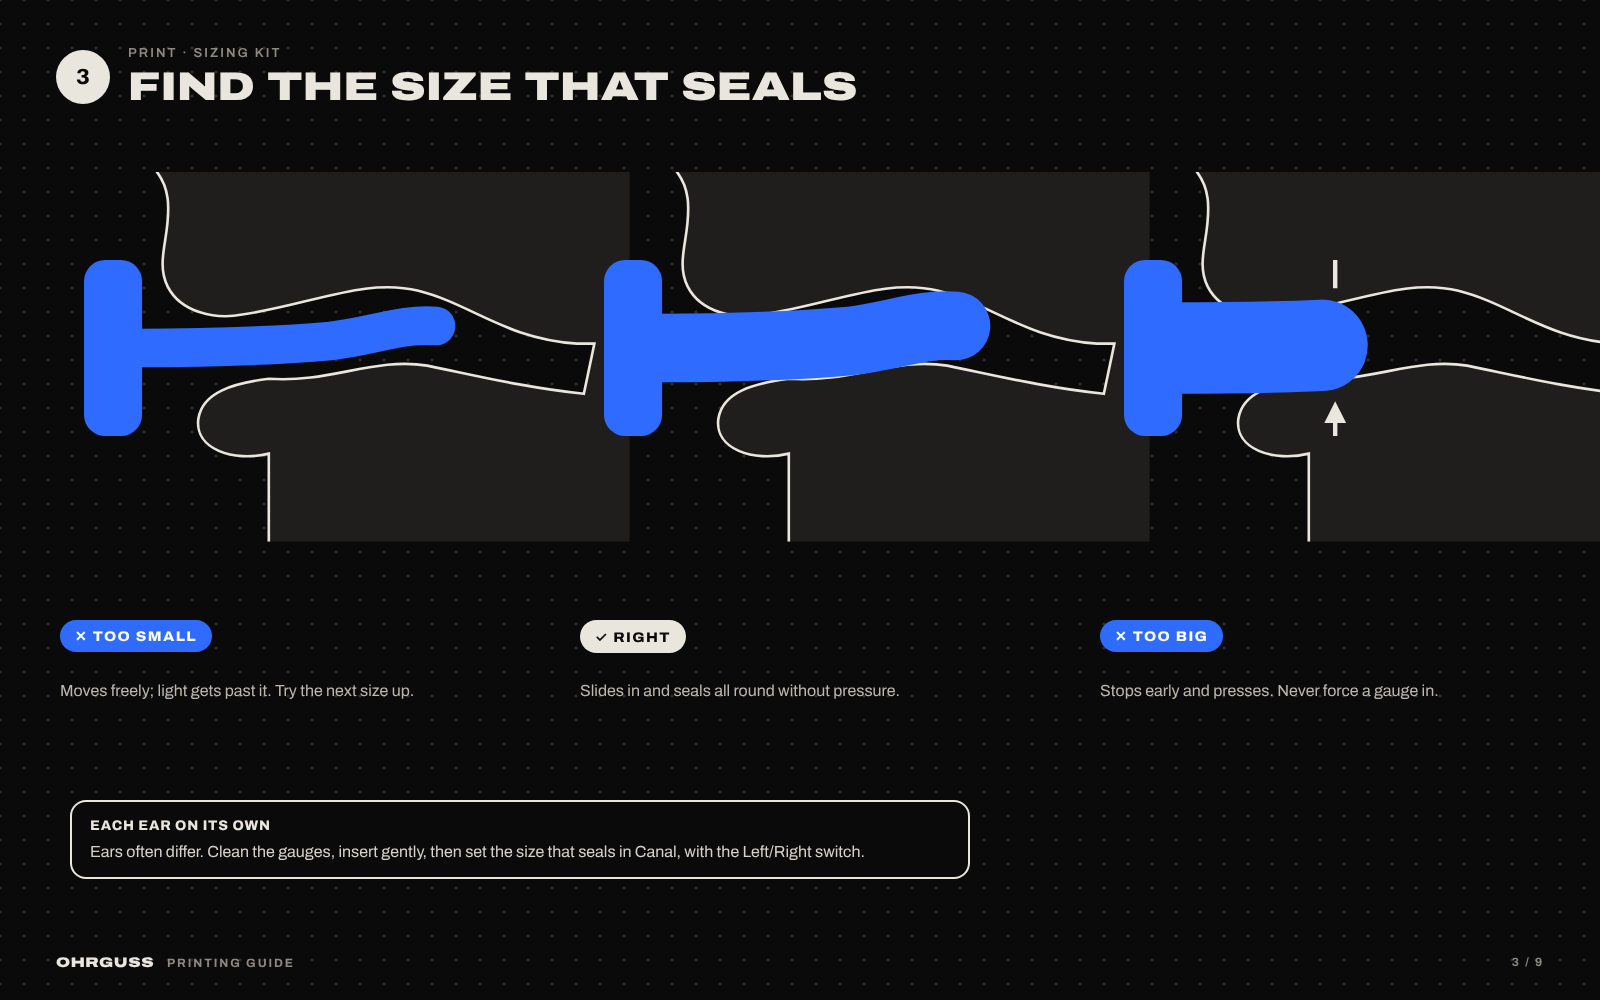 3
PRINT · SIZING KIT
FIND THE SIZE THAT SEALS
✕ TOO SMALL
✓ RIGHT
✕ TOO BIG
Moves freely; light gets past it. Try the next size up.
Slides in and seals all round without pressure.
Stops early and presses. Never force a gauge in.
EACH EAR ON ITS OWN
Ears often differ. Clean the gauges, insert gently, then set the size that seals in Canal, with the Left/Right switch.
OHRGUSS PRINTING GUIDE
3 / 9